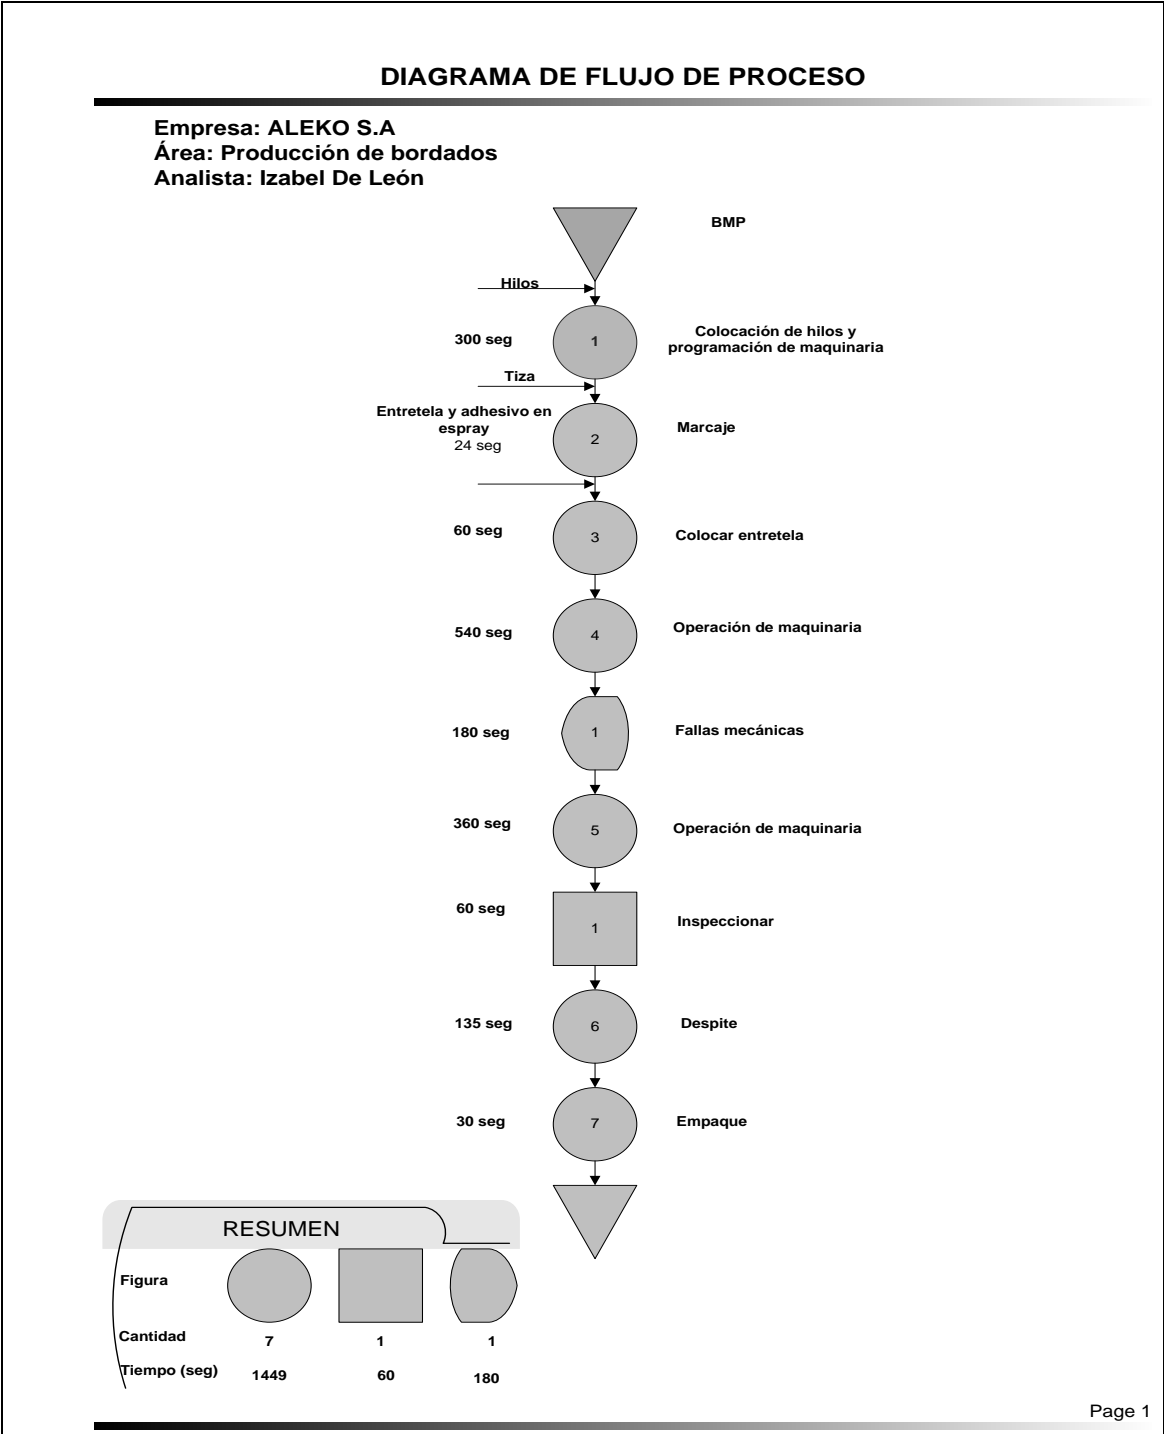 DIAGRAMA DE FLUJO DE PROCESO
Empresa: ALEKO S.A
Área: Producción de bordados
Analista: Izabel De León
BMP
Hilos
300 seg
1
Colocación de hilos y
programación de maquinaria
Tiza
Entretela y adhesivo en
espray
24 seg
2
Marcaje
60 seg
3
Colocar entretela
540 seg
4
Operación de maquinaria
180 seg
1
Fallas mecánicas
360 seg
5
Operación de maquinaria
60 seg
1
Inspeccionar
135 seg
6
Despite
30 seg
7
Empaque
RESUMEN
Figura
Cantidad 7 1 1
Tiempo (seg) 1449 60 180
Page 1